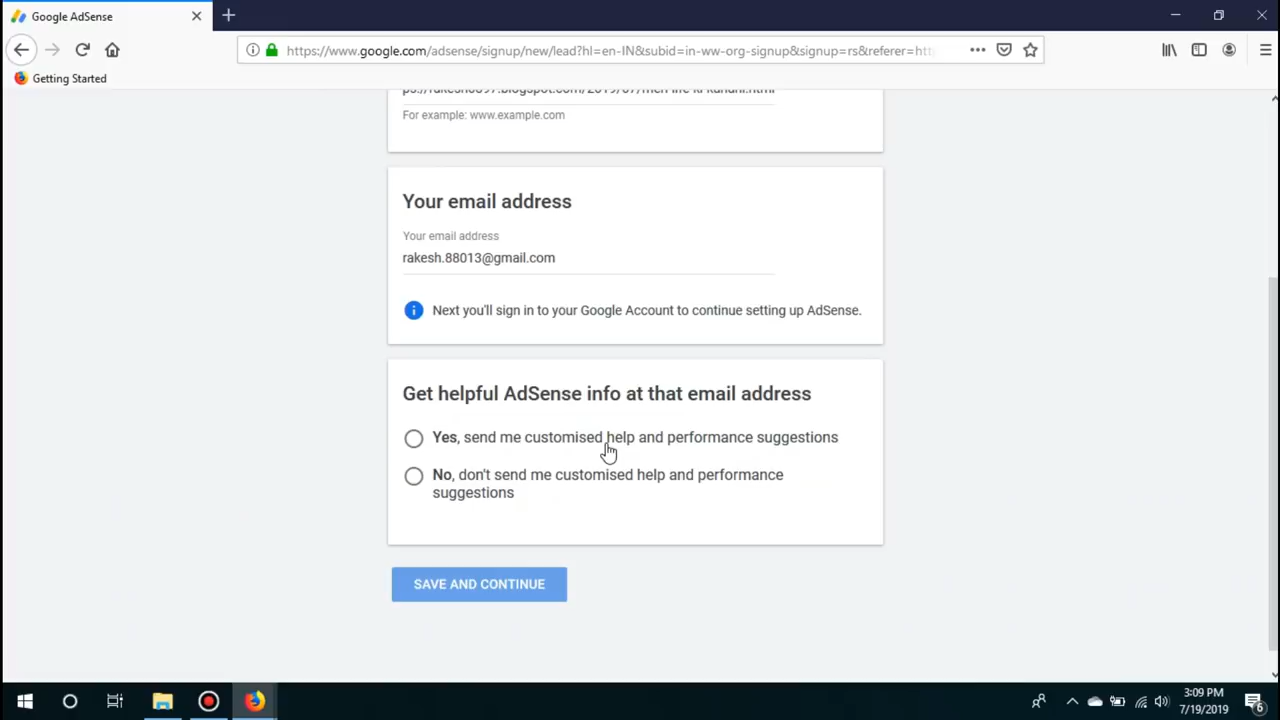 Google AdSense
https://www.google.com/adsense/signup/new/lead?hl=en-IN&subid=in-ww-org-signup&signup=rs&referer=htt
Getting Started
For example: www.example.com
Your email address
Your email address
rakesh.88013@gmail.com
Next you'll sign in to your Google Account to continue setting up AdSense.
Get helpful AdSense info at that email address
Yes, send me customised help and performance suggestions
No, don't send me customised help and performance
suggestions
SAVE AND CONTINUE
3:09 PM
7/19/2019
6